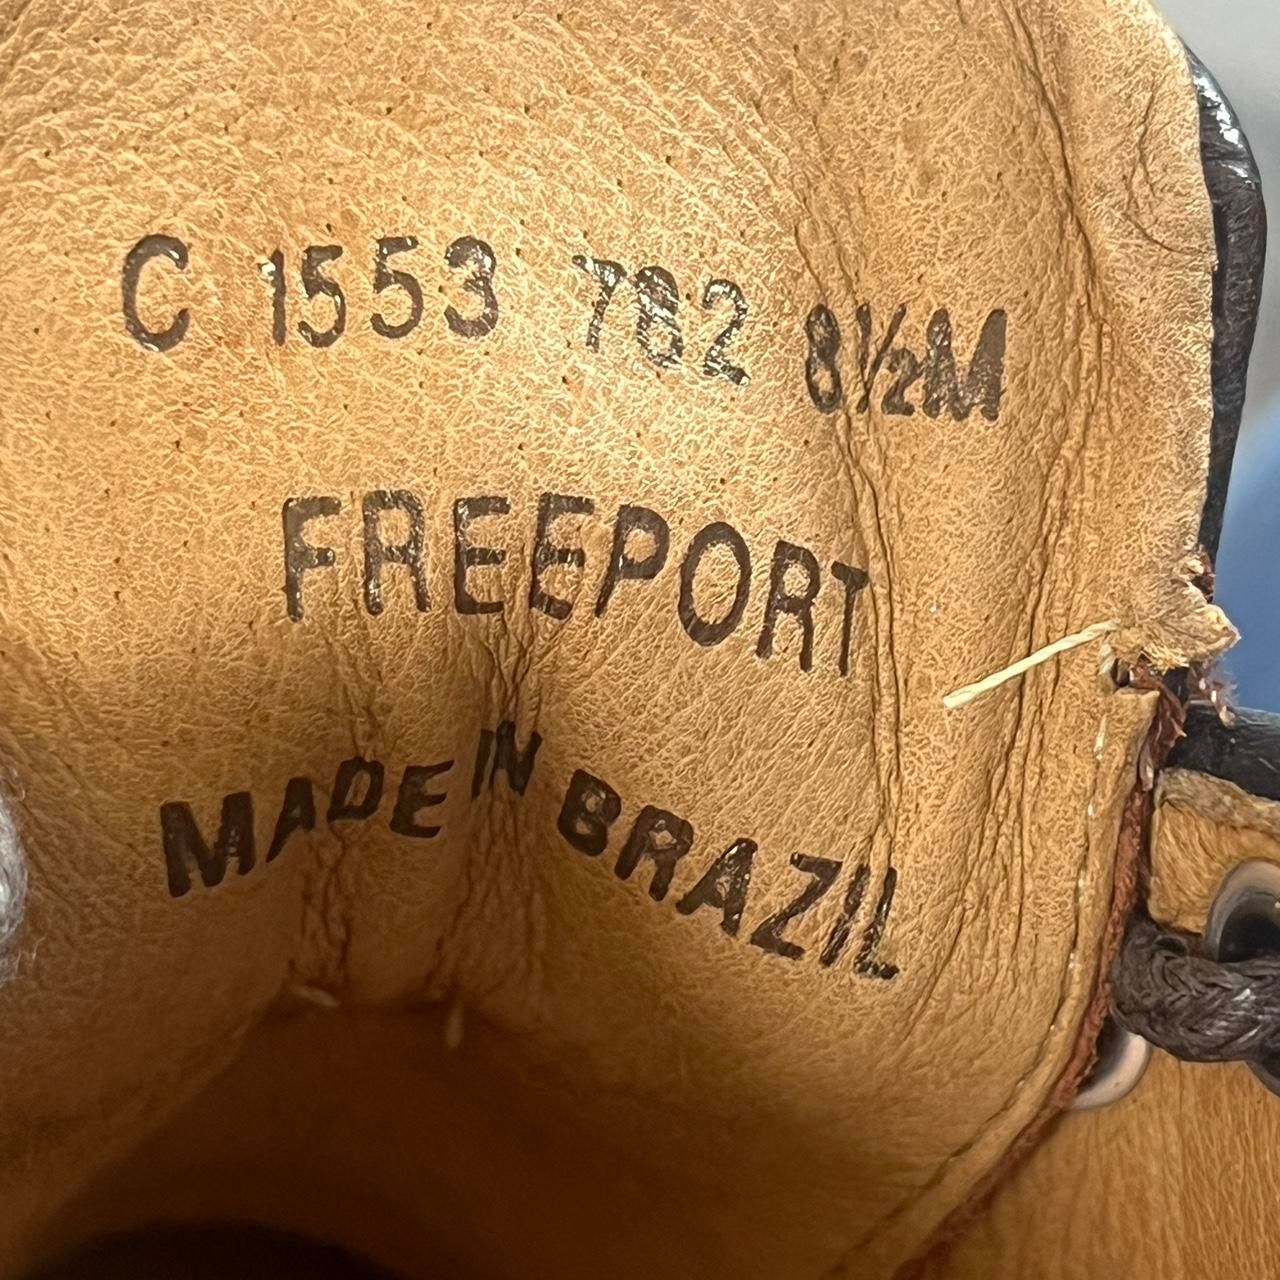 C 1553 782 8½M
FREEPORT
MADE IN BRAZIL